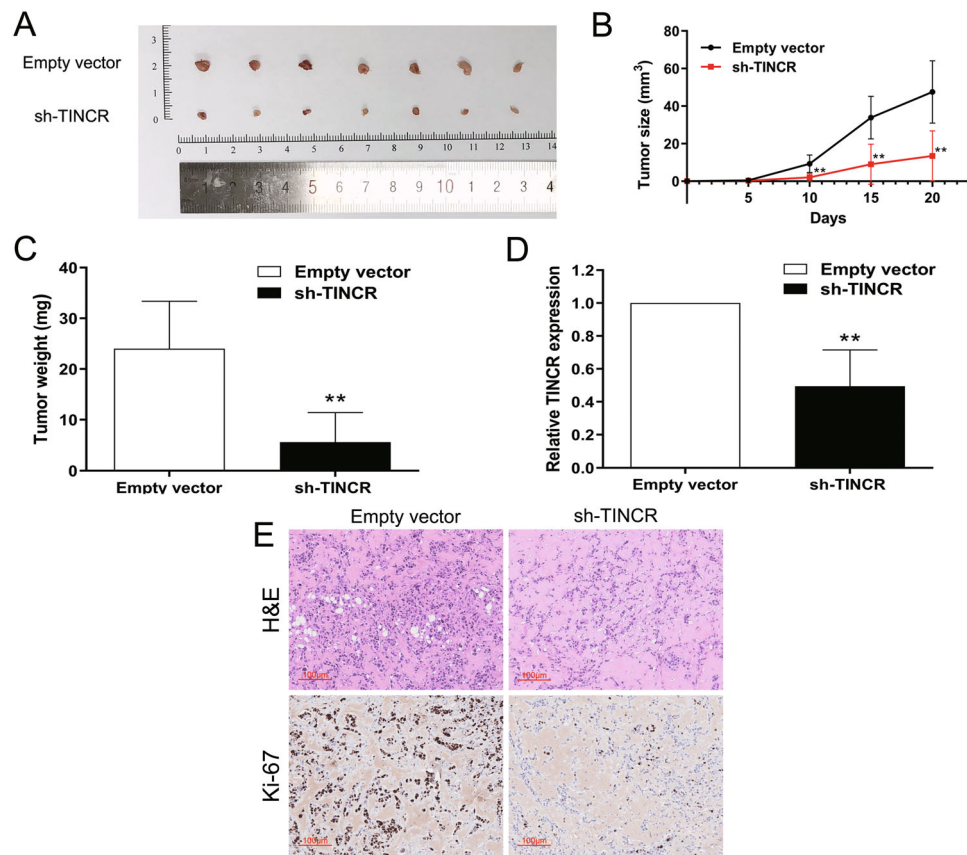 A
Empty vector
sh-TINCR
3
2
1
0
0 1 2 3 4 5 6 7 8 9 10 11 12 13 14
1 2 3 4 5 6 7 8 9 10 1 2 3 4
B
Empty vector
sh-TINCR
Tumor size (mm³)
80
60
40
20
0
** ** **
5 10 15 20
Days
C
Empty vector
sh-TINCR
Tumor weight (mg)
40
30
20
10
0
**
Empty vector sh-TINCR
D
Empty vector
sh-TINCR
Relative TINCR expression
1.2
1.0
0.8
0.6
0.4
0.2
0.0
**
Empty vector sh-TINCR
E
Empty vector sh-TINCR
H&E
100μm 100μm
Ki-67
100μm 100μm